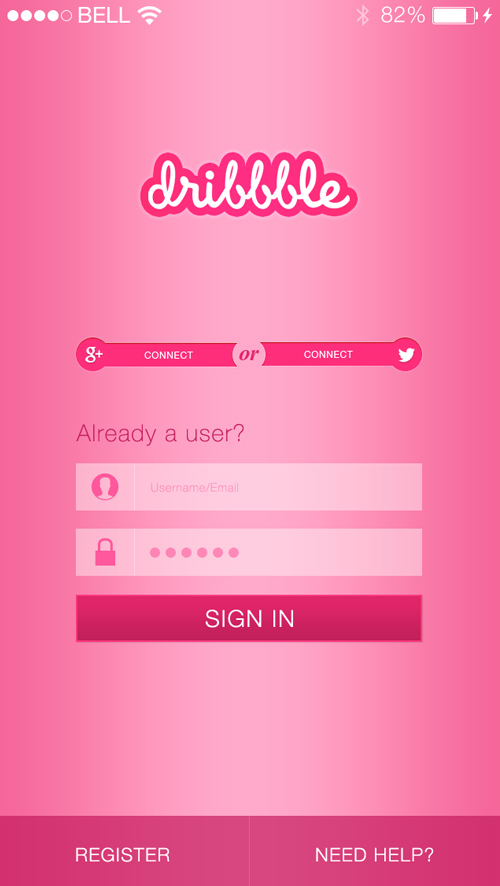 BELL 82%
dribbble
g+ CONNECT or CONNECT
Already a user?
Username/Email
SIGN IN
REGISTER NEED HELP?